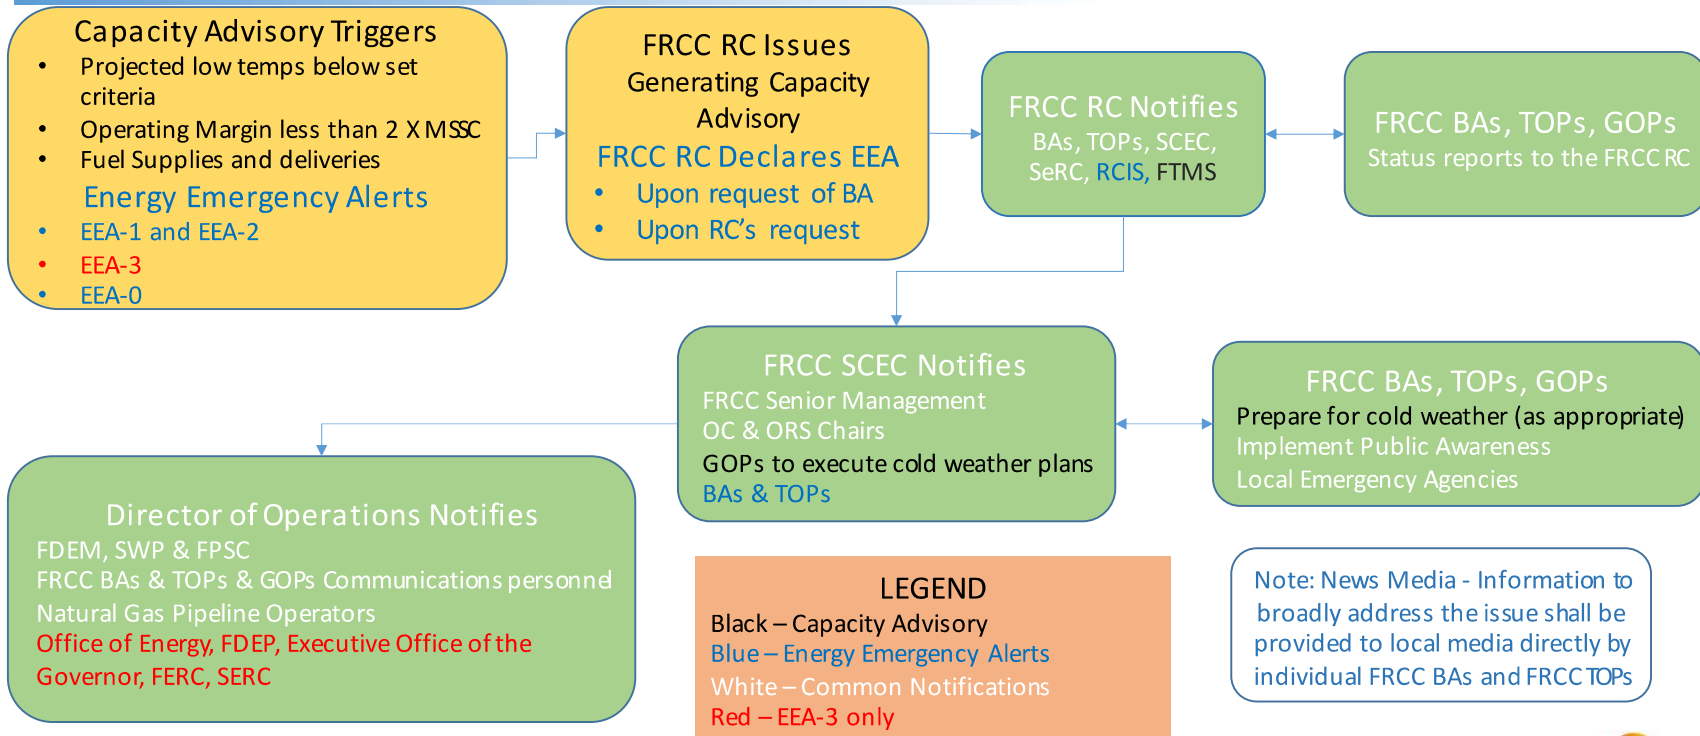 Capacity Advisory Triggers
• Projected low temps below set
criteria
• Operating Margin less than 2 X MSSC
• Fuel Supplies and deliveries
Energy Emergency Alerts
• EEA-1 and EEA-2
• EEA-3
• EEA-0
FRCC RC Issues
Generating Capacity
Advisory
FRCC RC Declares EEA
• Upon request of BA
• Upon RC’s request
FRCC RC Notifies
BAs, TOPs, SCEC,
SeRC, RCIS, FTMS
FRCC BAs, TOPs, GOPs
Status reports to the FRCC RC
FRCC SCEC Notifies
FRCC Senior Management
OC & ORS Chairs
GOPs to execute cold weather plans
BAs & TOPs
FRCC BAs, TOPs, GOPs
Prepare for cold weather (as appropriate)
Implement Public Awareness
Local Emergency Agencies
Director of Operations Notifies
FDEM, SWP & FPSC
FRCC BAs & TOPs & GOPs Communications personnel
Natural Gas Pipeline Operators
Office of Energy, FDEP, Executive Office of the
Governor, FERC, SERC
LEGEND
Black – Capacity Advisory
Blue – Energy Emergency Alerts
White – Common Notifications
Red – EEA-3 only
Note: News Media - Information to
broadly address the issue shall be
provided to local media directly by
individual FRCC BAs and FRCC TOPs